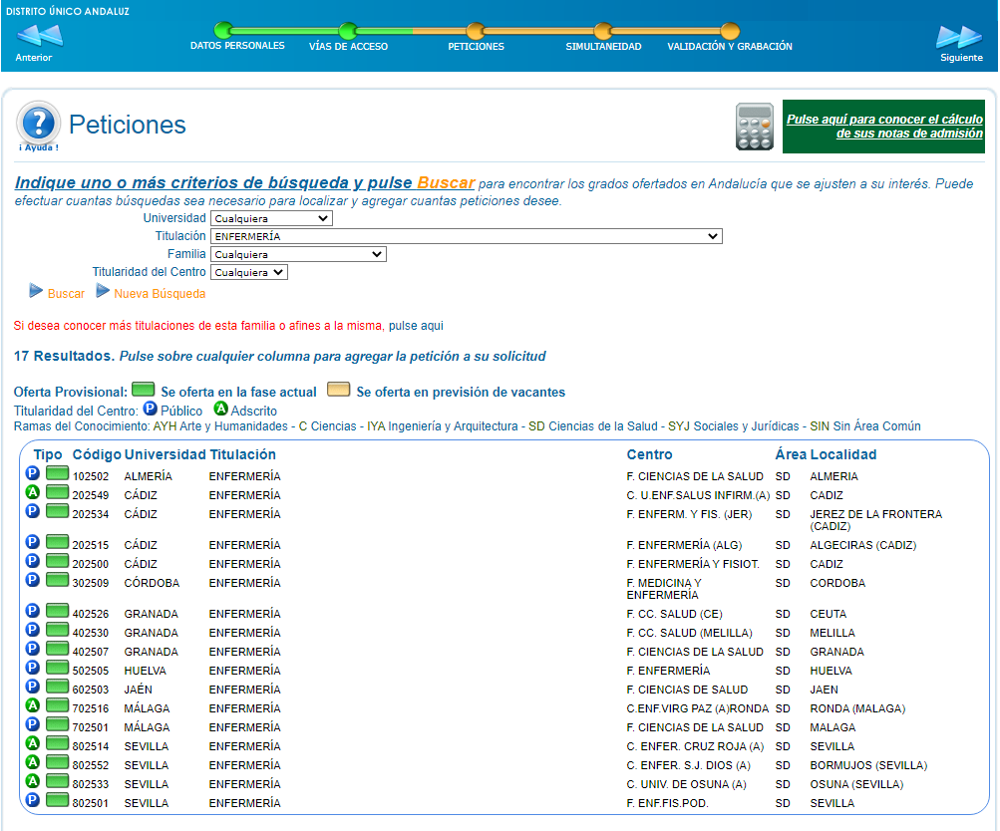 DISTRITO ÚNICO ANDALUZ
Anterior
DATOS PERSONALES
VÍAS DE ACCESO
PETICIONES
SIMULTANEIDAD
VALIDACIÓN Y GRABACIÓN
Siguiente
?
¡ Ayuda !
Peticiones
Pulse aquí para conocer el cálculo
de sus notas de admisión
Indique uno o más criterios de búsqueda y pulse Buscar para encontrar los grados ofertados en Andalucía que se ajusten a su interés. Puede
efectuar cuantas búsquedas sea necesario para localizar y agregar cuantas peticiones desee.
Universidad Cualquiera
Titulación ENFERMERÍA
Familia Cualquiera
Titularidad del Centro Cualquiera
Buscar Nueva Búsqueda
Si desea conocer más titulaciones de esta familia o afines a la misma, pulse aqui
17 Resultados. Pulse sobre cualquier columna para agregar la petición a su solicitud
Oferta Provisional: Se oferta en la fase actual Se oferta en previsión de vacantes
Titularidad del Centro: P Público A Adscrito
Ramas del Conocimiento: AYH Arte y Humanidades - C Ciencias - IYA Ingeniería y Arquitectura - SD Ciencias de la Salud - SYJ Sociales y Jurídicas - SIN Sin Área Común
Tipo Código Universidad Titulación Centro Área Localidad
P 102502 ALMERÍA ENFERMERÍA F. CIENCIAS DE LA SALUD SD ALMERIA
A 202549 CÁDIZ ENFERMERÍA C. U.ENF.SALUS INFIRM.(A) SD CADIZ
P 202534 CÁDIZ ENFERMERÍA F. ENFERM. Y FIS. (JER) SD JEREZ DE LA FRONTERA
(CADIZ)
P 202515 CÁDIZ ENFERMERÍA F. ENFERMERÍA (ALG) SD ALGECIRAS (CADIZ)
P 202500 CÁDIZ ENFERMERÍA F. ENFERMERÍA Y FISIOT. SD CADIZ
P 302509 CÓRDOBA ENFERMERÍA F. MEDICINA Y SD CORDOBA
ENFERMERÍA
P 402526 GRANADA ENFERMERÍA F. CC. SALUD (CE) SD CEUTA
P 402530 GRANADA ENFERMERÍA F. CC. SALUD (MELILLA) SD MELILLA
P 402507 GRANADA ENFERMERÍA F. CIENCIAS DE LA SALUD SD GRANADA
P 502505 HUELVA ENFERMERÍA F. ENFERMERÍA SD HUELVA
P 602503 JAÉN ENFERMERÍA F. CIENCIAS DE SALUD SD JAEN
A 702516 MÁLAGA ENFERMERÍA C.ENF.VIRG PAZ (A)RONDA SD RONDA (MALAGA)
P 702501 MÁLAGA ENFERMERÍA F. CIENCIAS DE LA SALUD SD MALAGA
A 802514 SEVILLA ENFERMERÍA C. ENFER. CRUZ ROJA (A) SD SEVILLA
A 802552 SEVILLA ENFERMERÍA C. ENFER. S.J. DIOS (A) SD BORMUJOS (SEVILLA)
A 802533 SEVILLA ENFERMERÍA C. UNIV. DE OSUNA (A) SD OSUNA (SEVILLA)
P 802501 SEVILLA ENFERMERÍA F. ENF.FIS.POD. SD SEVILLA